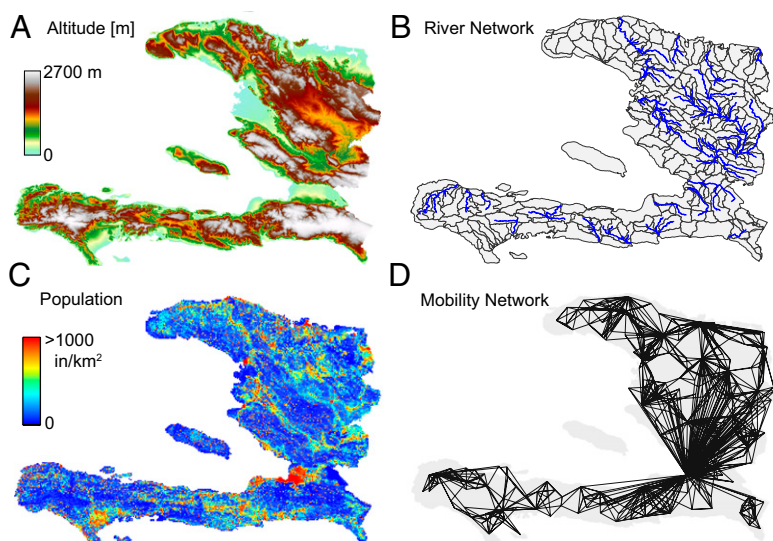 A
Altitude [m]
2700 m
0
B
River Network
C
Population
>1000
in/km²
0
D
Mobility Network